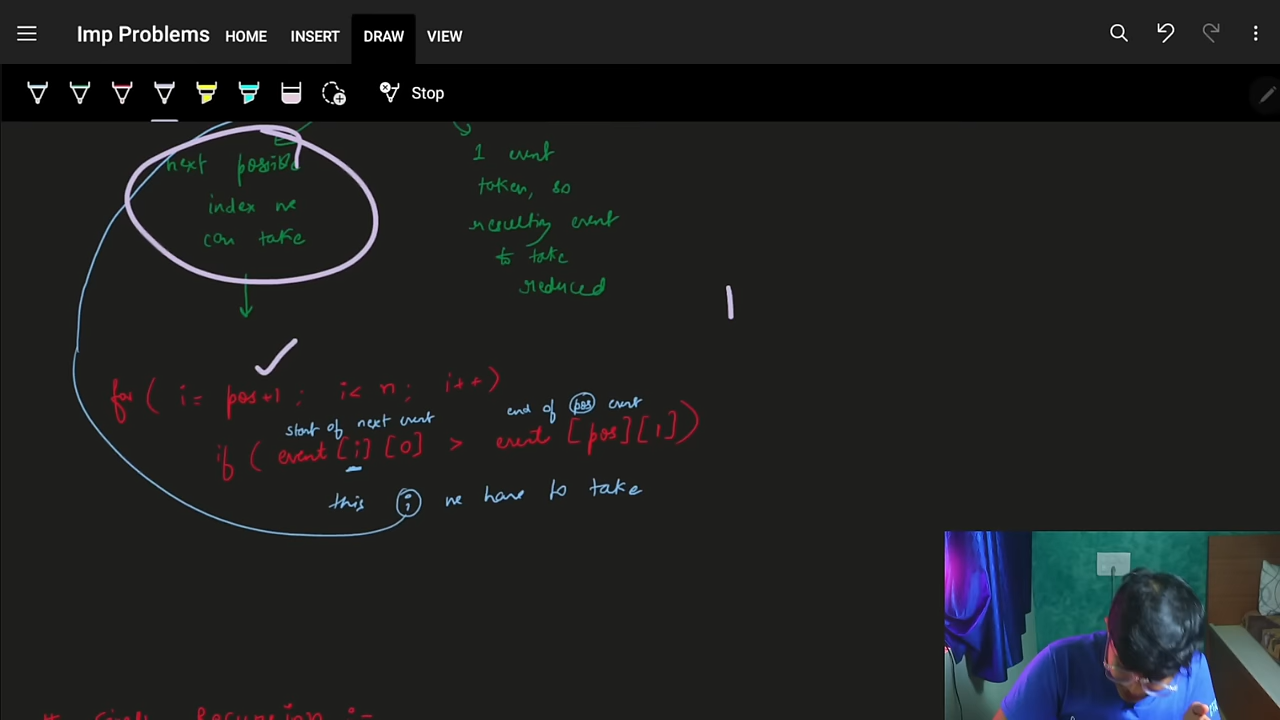 Imp Problems HOME INSERT DRAW VIEW
Stop
next possible
index we
can take
1 event
taken, so
resulting event
to take
reduced
for ( i = pos+1 ; i < n ; i++)
start of next event end of pos event
if ( event [i] [0] > event [pos] [1] )
this i we have to take
# Simple Recursion :-